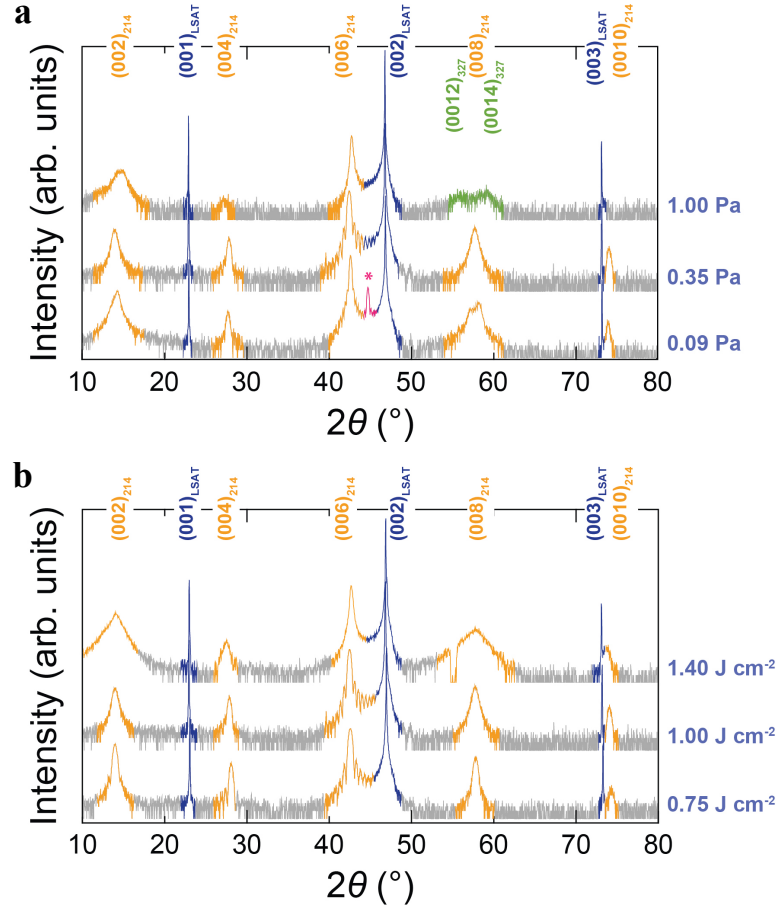 a
(002)214
(001)LSAT
(004)214
(006)214
(002)LSAT
(0012)327
(008)214
(0014)327
(003)LSAT
(0010)214
Intensity (arb. units)
1.00 Pa
0.35 Pa
*
0.09 Pa
10 20 30 40 50 60 70 80
2θ (°)
b
(002)214
(001)LSAT
(004)214
(006)214
(002)LSAT
(008)214
(003)LSAT
(0010)214
Intensity (arb. units)
1.40 J cm-2
1.00 J cm-2
0.75 J cm-2
10 20 30 40 50 60 70 80
2θ (°)